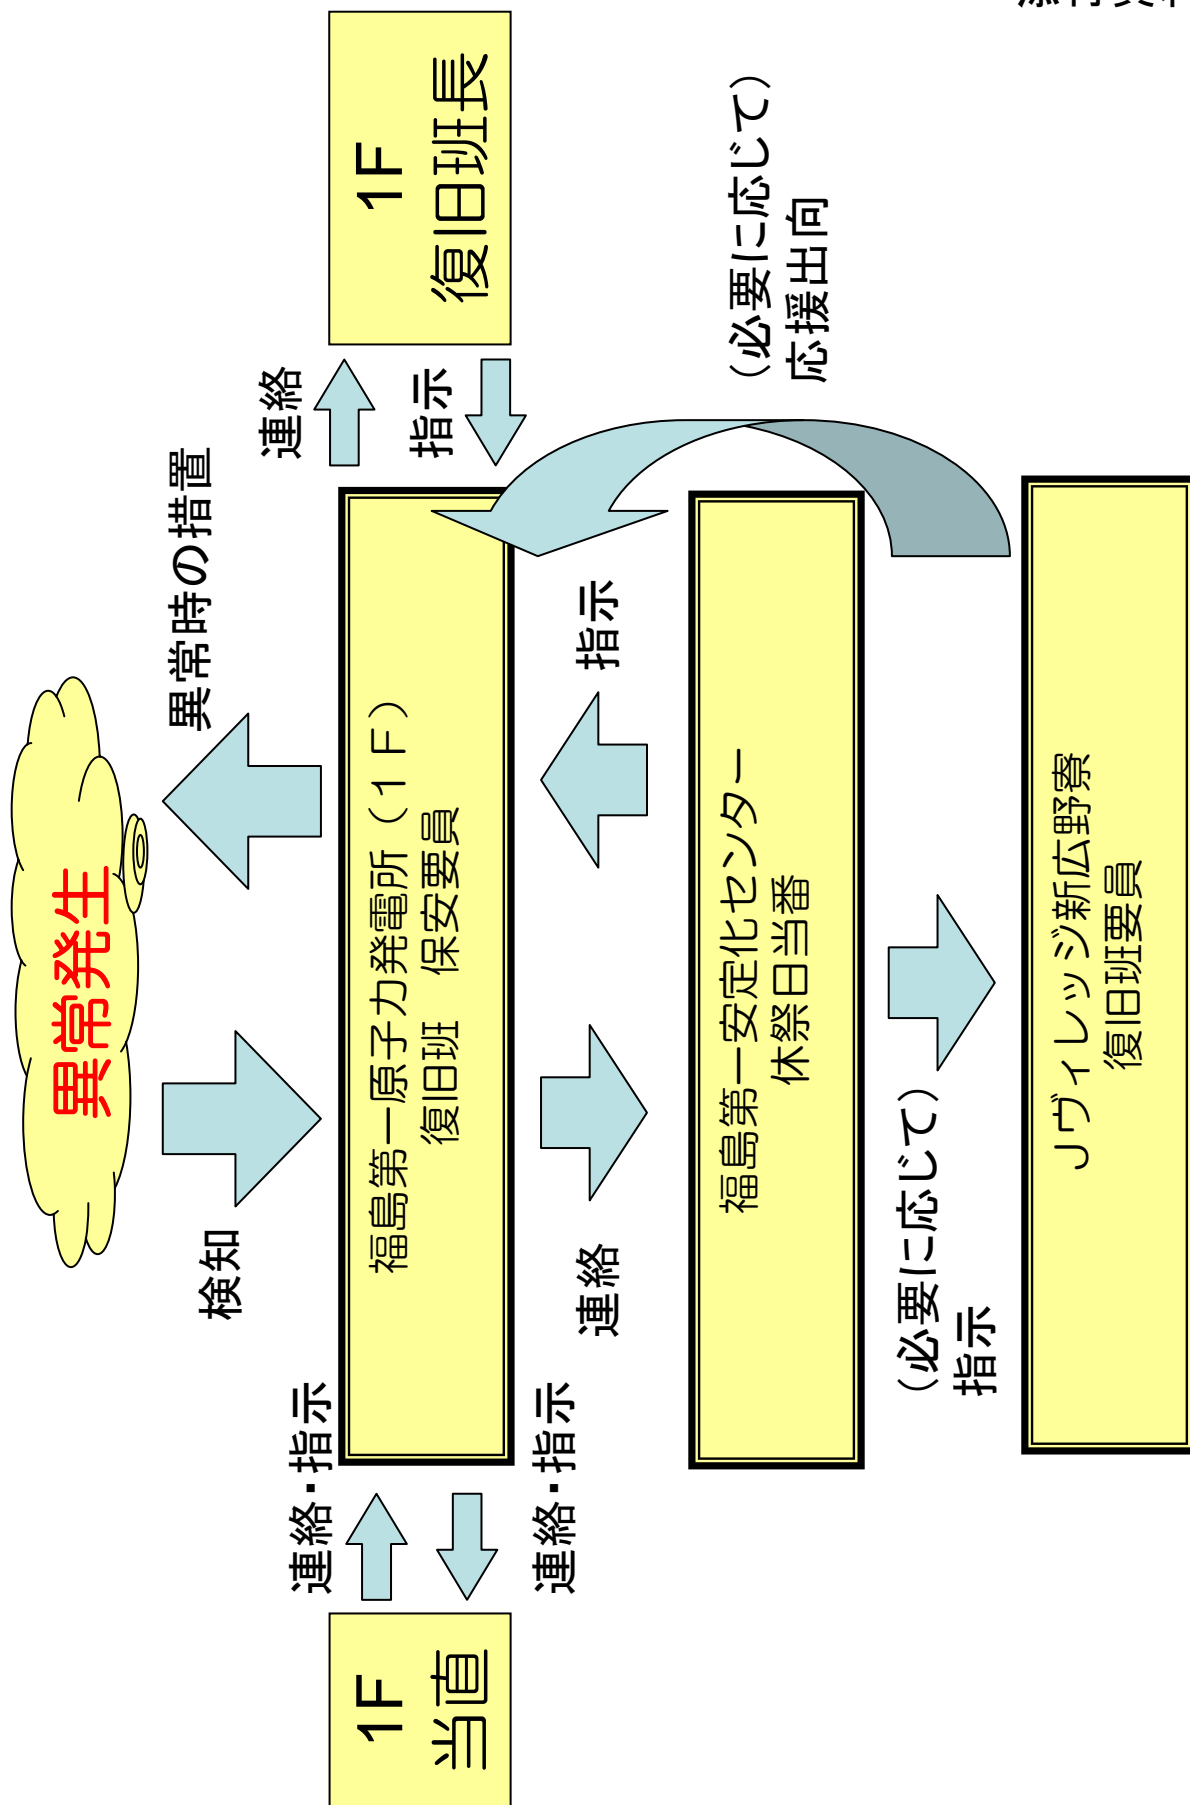 異常発生
検知
異常時の措置
連絡・指示
連絡
1F
当直
福島第一原子力発電所（１Ｆ）
復旧班　保安要員
1F
復旧班長
指示
連絡・指示
連絡
指示
福島第一安定化センター
休祭日当番
（必要に応じて）
応援出向
（必要に応じて）
指示
Ｊヴィレッジ新広野寮
復旧班要員